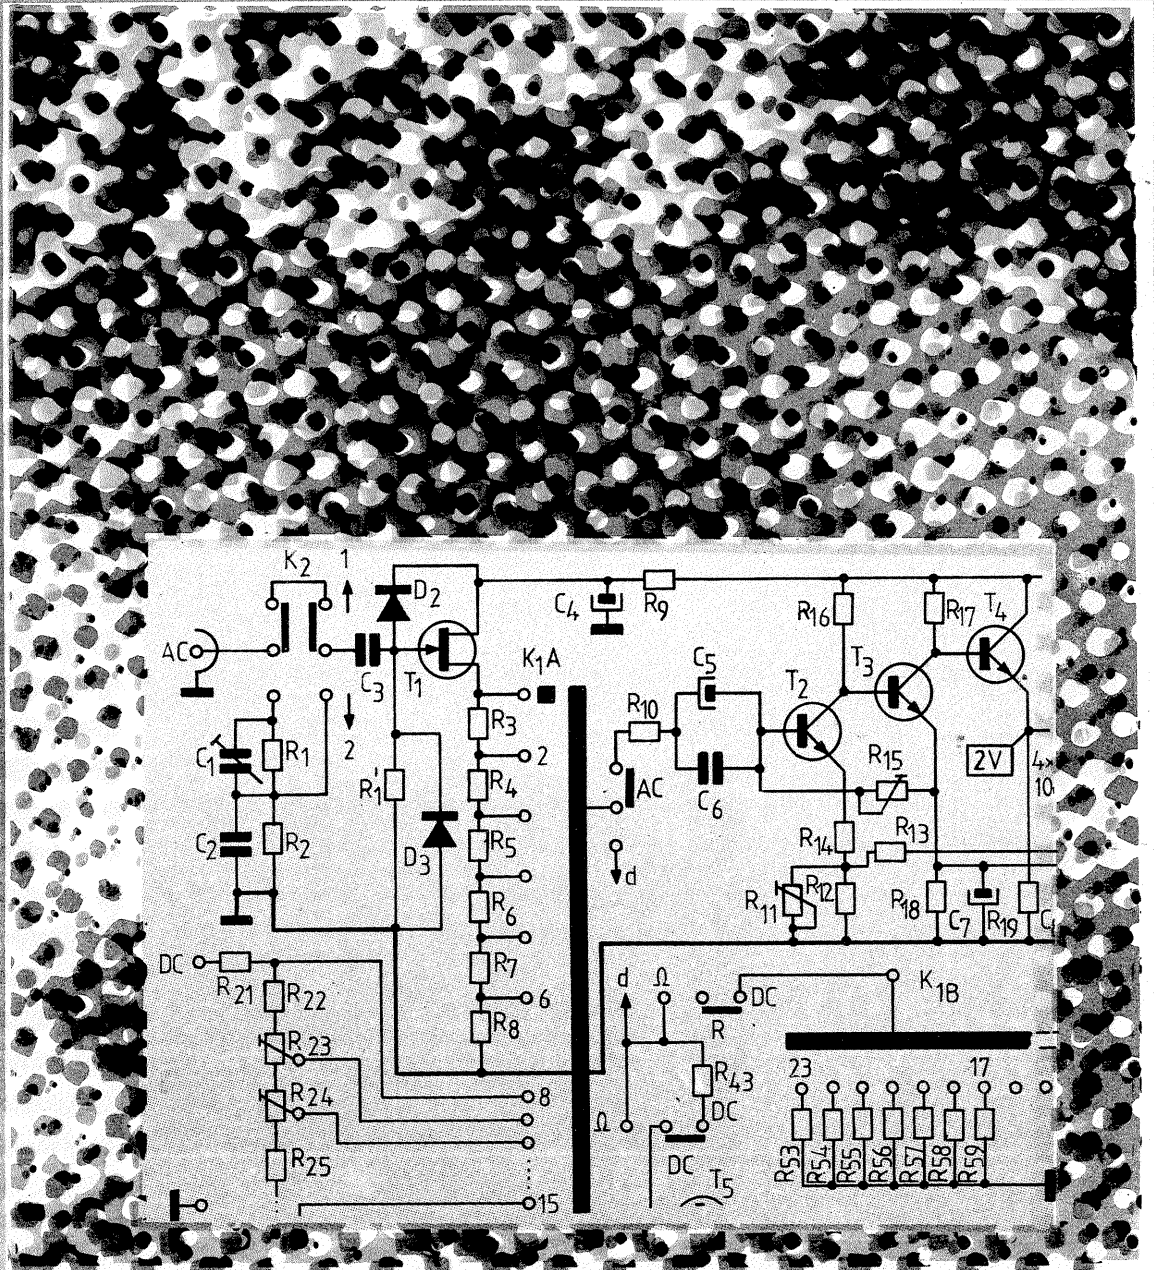 K2 1
D2
C4
R9
R16
R17
T4
AC
C3
T1
K1A
C5
T2
T3
R3
R10
2
C1
R1
R'1
2
R4
AC
C6
R15
2V
4×
10
C2
R2
D3
R5
d
R14
R13
R6
R11
R12
R18
C7
R19
DC
R21
R22
R7
6
d
Ω
DC
K1B
R8
R
R23
R43
23
17
R24
8
Ω
DC
R25
DC
T5
R53
R54
R55
R56
R57
R58
R59
15